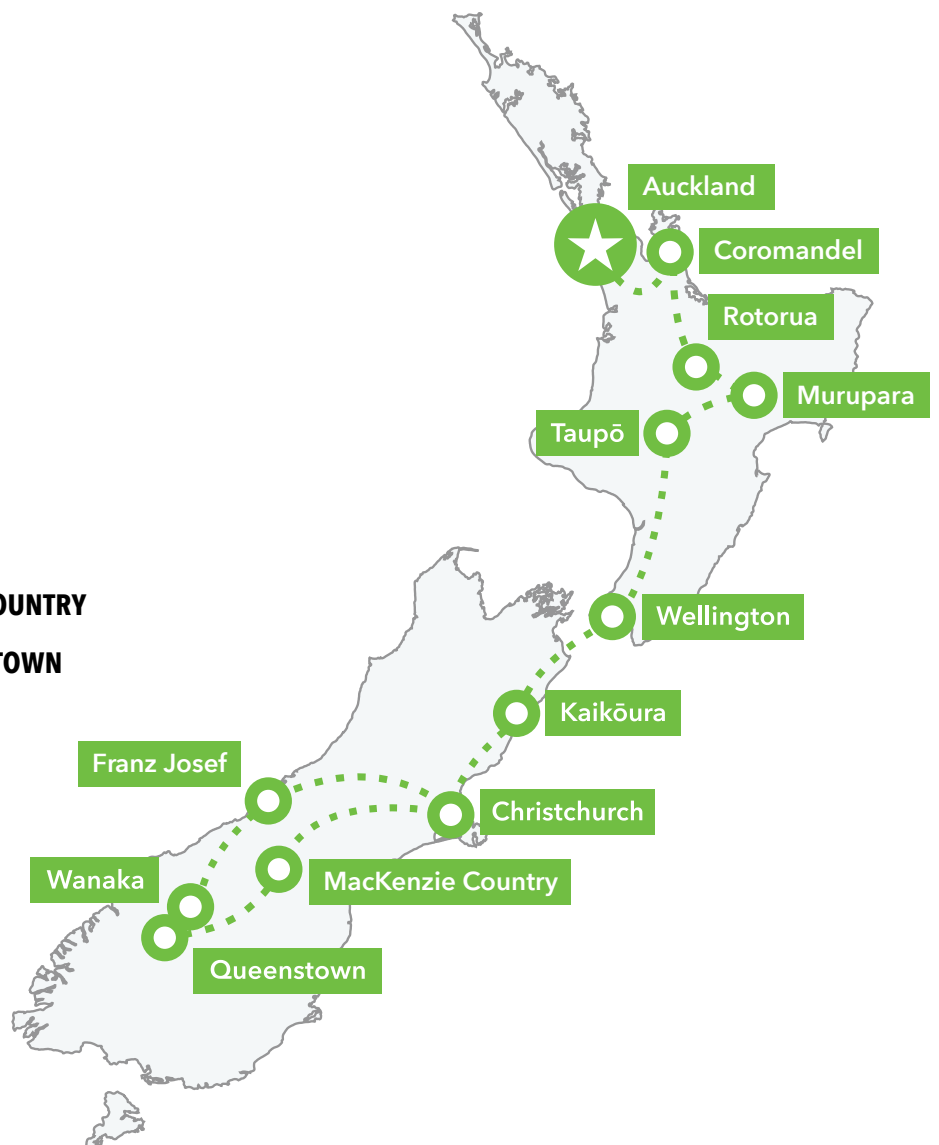 Auckland
Coromandel
Rotorua
Murupara
Taupō
OUNTRY
Wellington
TOWN
Kaikōura
Franz Josef
Christchurch
Wanaka
MacKenzie Country
Queenstown